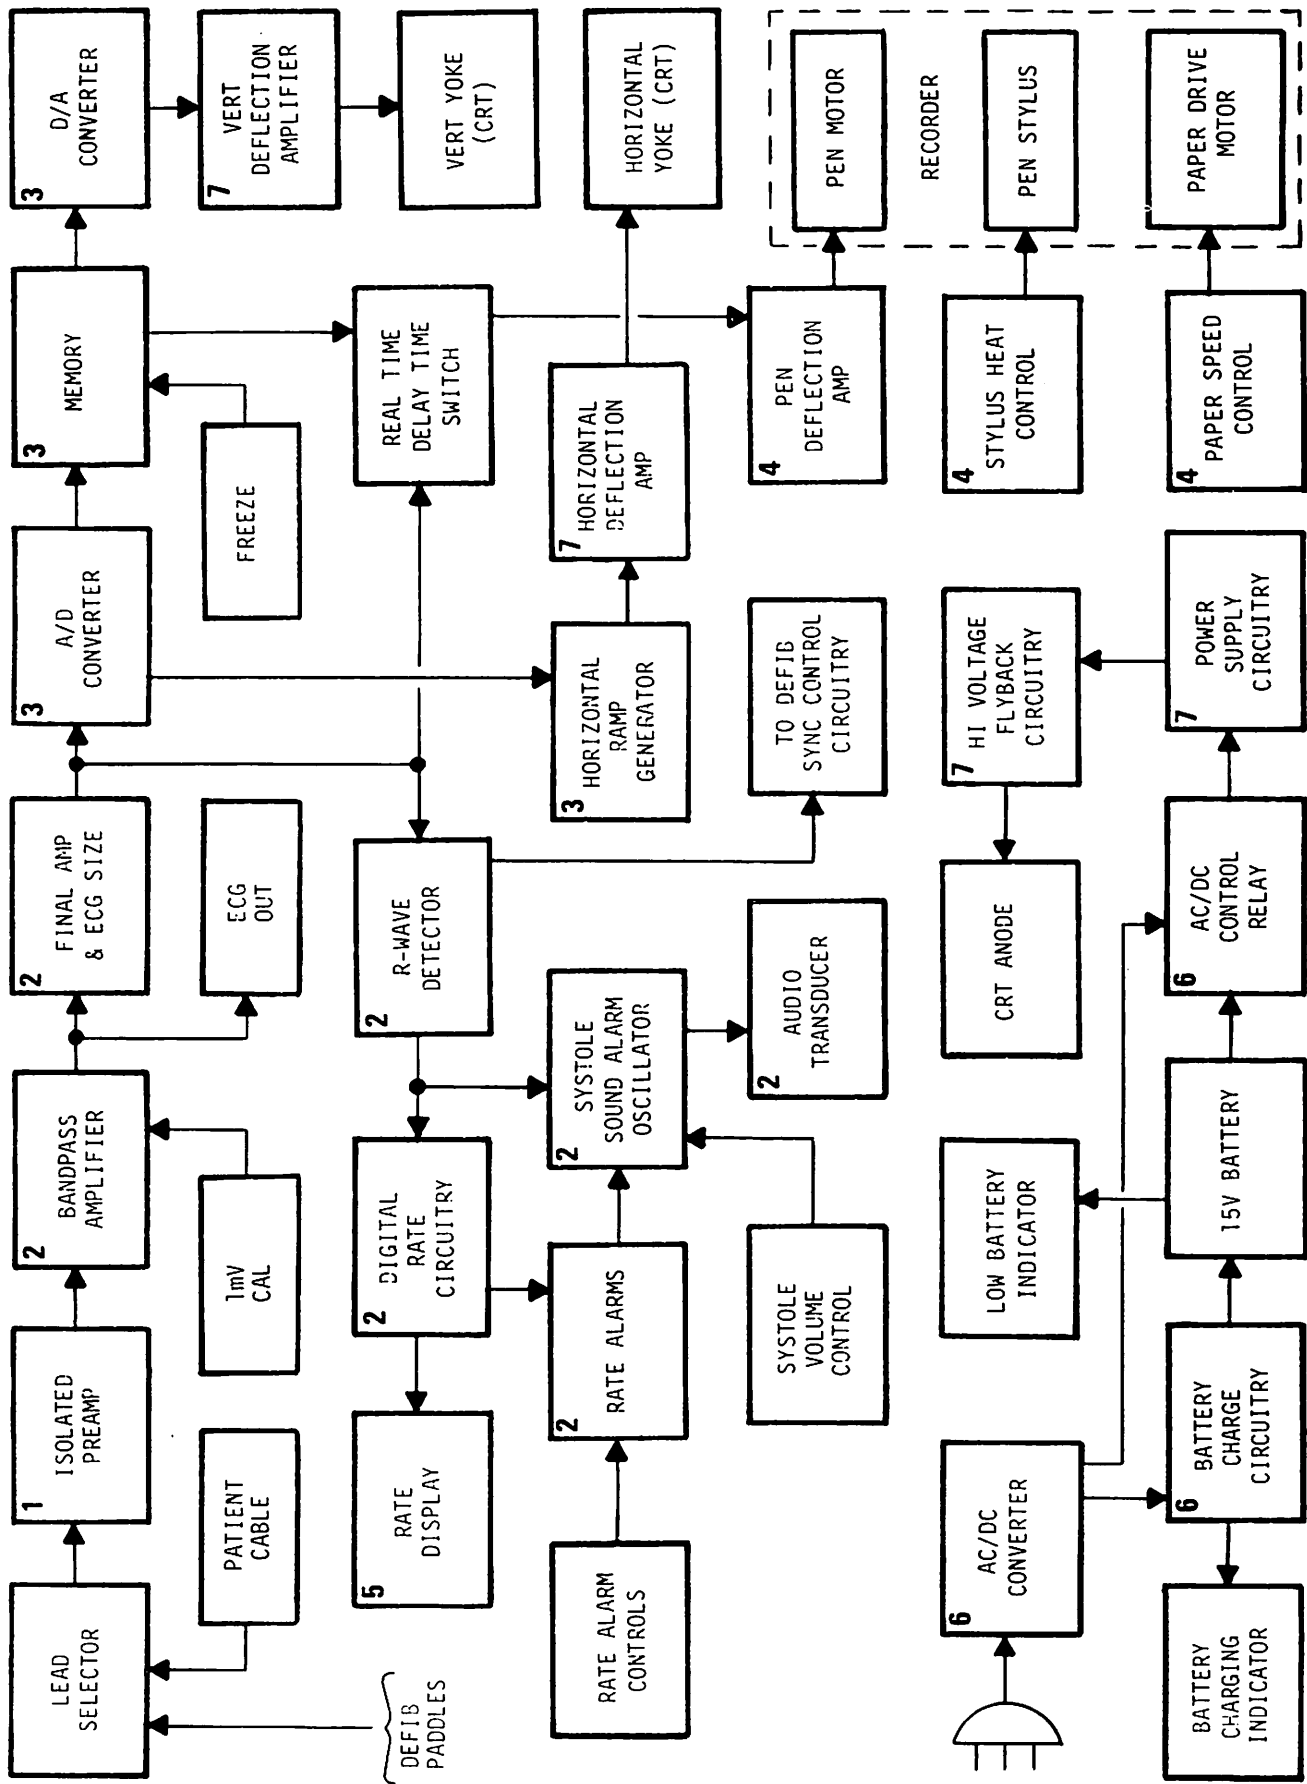 LEAD
SELECTOR
1
ISOLATED
PREAMP
2
BANDPASS
AMPLIFIER
2
FINAL AMP
& ECG SIZE
3
A/D
CONVERTER
3
MEMORY
3
D/A
CONVERTER
PATIENT
CABLE
1mV
CAL
ECG
OUT
FREEZE
7
VERT
DEFLECTION
AMPLIFIER
DEFIB
PADDLES
5
RATE
DISPLAY
2
DIGITAL
RATE
CIRCUITRY
2
R-WAVE
DETECTOR
REAL TIME
DELAY TIME
SWITCH
VERT YOKE
(CRT)
RATE ALARM
CONTROLS
2
RATE ALARMS
2
SYSTOLE
SOUND ALARM
OSCILLATOR
3
HORIZONTAL
RAMP
GENERATOR
7
HORIZONTAL
DEFLECTION
AMP
HORIZONTAL
YOKE (CRT)
SYSTOLE
VOLUME
CONTROL
2
AUDIO
TRANSDUCER
TO DEFIB
SYNC CONTROL
CIRCUITRY
4
PEN
DEFLECTION
AMP
PEN MOTOR
RECORDER
6
AC/DC
CONVERTER
LOW BATTERY
INDICATOR
CRT ANODE
7
HI VOLTAGE
FLYBACK
CIRCUITRY
4
STYLUS HEAT
CONTROL
PEN STYLUS
BATTERY
CHARGING
INDICATOR
6
BATTERY
CHARGE
CIRCUITRY
15V BATTERY
6
AC/DC
CONTROL
RELAY
7
POWER
SUPPLY
CIRCUITRY
4
PAPER SPEED
CONTROL
PAPER DRIVE
MOTOR